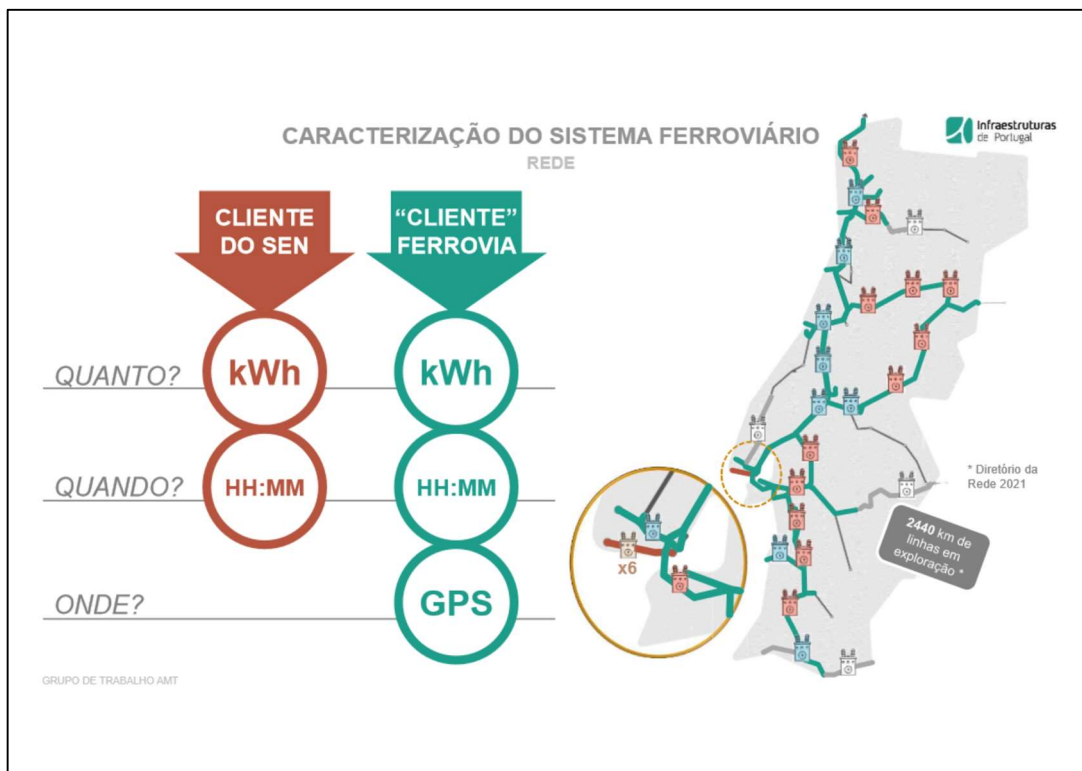 CARACTERIZAÇÃO DO SISTEMA FERROVIÁRIO
REDE
Infraestruturas
de Portugal
CLIENTE
DO SEN
“CLIENTE”
FERROVIA
QUANTO?
kWh
kWh
QUANDO?
HH:MM
HH:MM
ONDE?
GPS
x6
* Diretório da
Rede 2021
2440 km de
linhas em
exploração *
GRUPO DE TRABALHO AMT